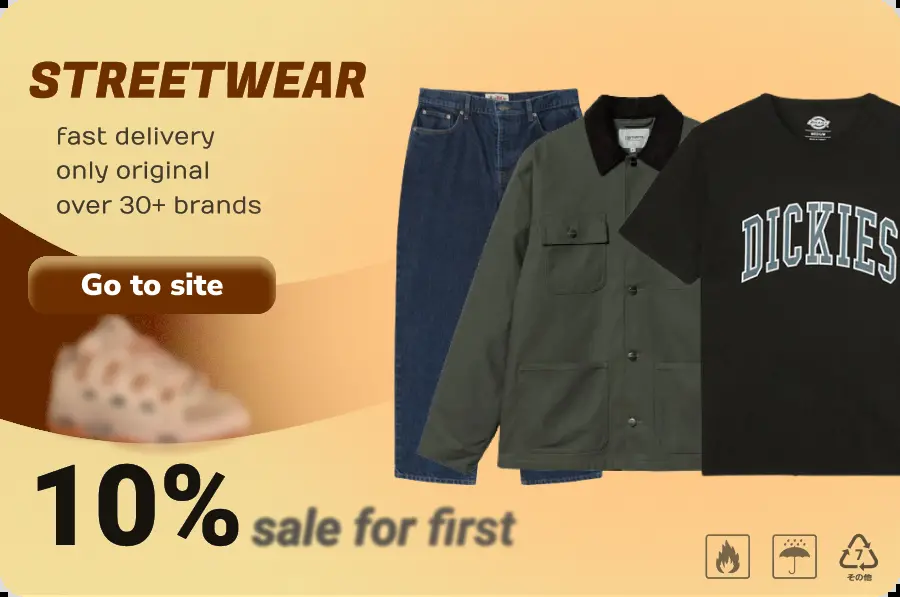 STREETWEAR
fast delivery
only original
over 30+ brands
Go to site
DICKIES
10% sale for first
7
その他